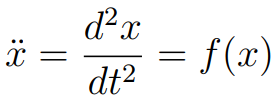 ẍ = d²x/dt² = f(x)